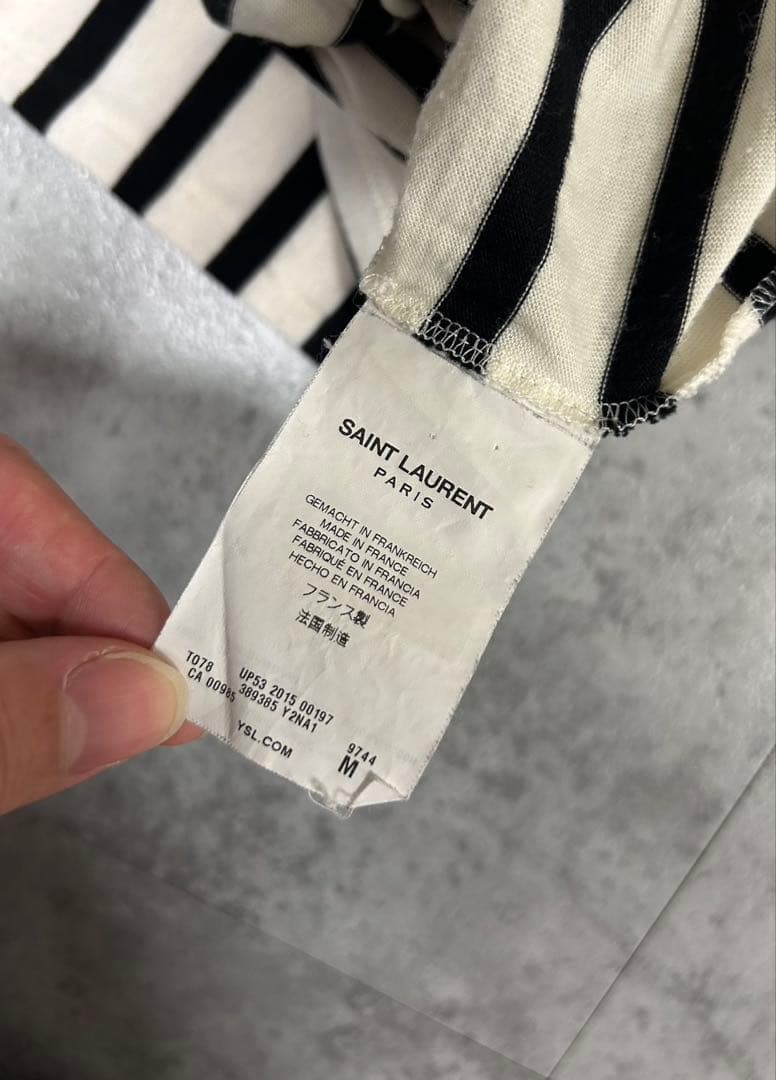 SAINT LAURENT
PARIS
GEMACHT IN FRANKREICH
MADE IN FRANCE
FABBRICATO IN FRANCIA
FABRIQUÉ EN FRANCE
HECHO EN FRANCIA
フランス製
法国制造
T078 UP53 2015 00197
CA 00985 389385 Y2NA1
YSL.COM 9744
M